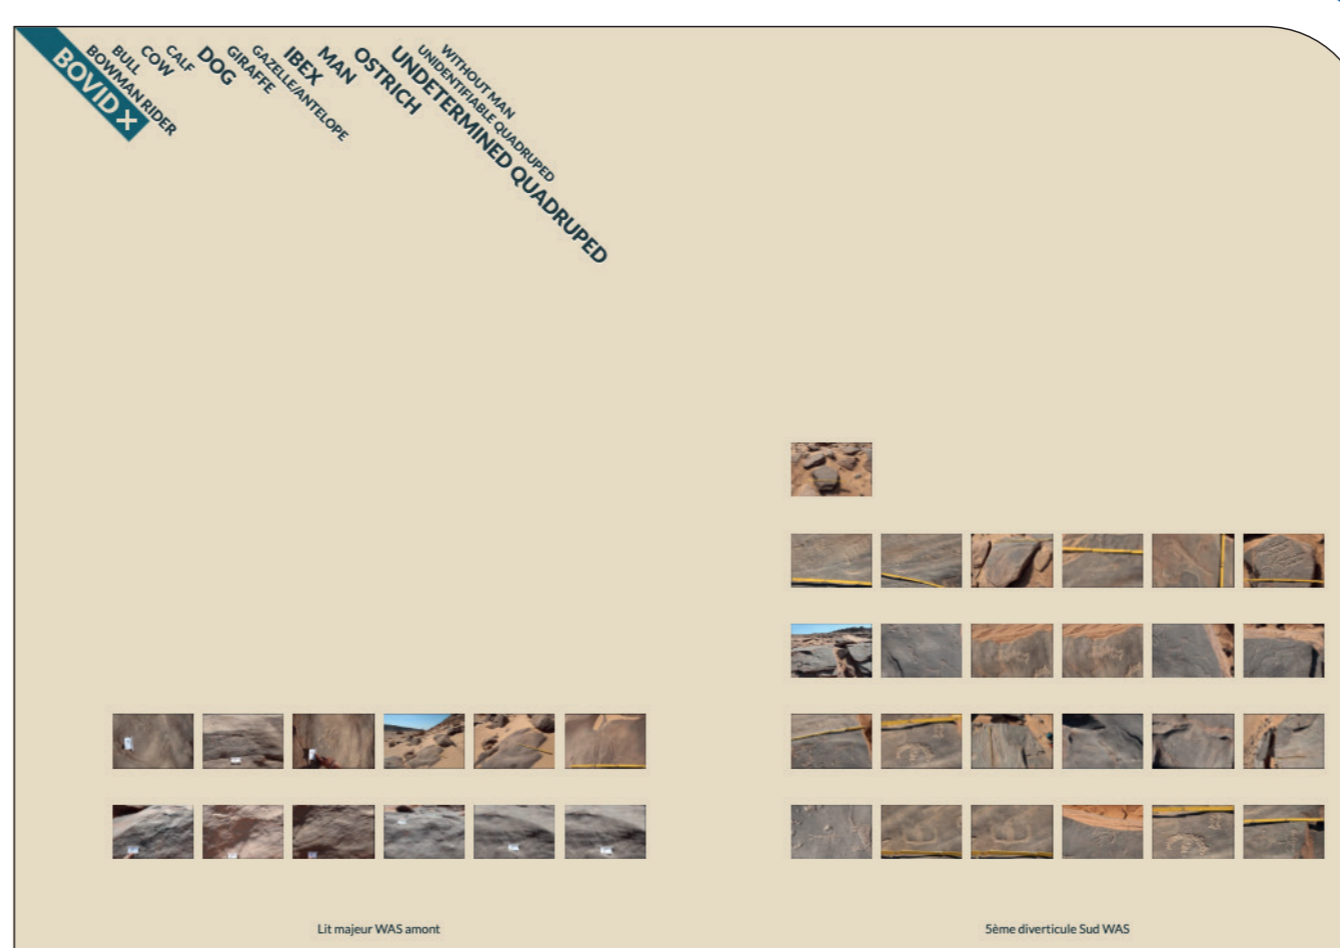 BOVID ×
BOWMAN RIDER
BULL
COW
CALF
DOG
GIRAFFE
GAZELLE/ANTELOPE
IBEX
MAN
OSTRICH
UNDETERMINED QUADRUPED
UNIDENTIFIABLE QUADRUPED
WITHOUT MAN
Lit majeur WAS amont
5ème diverticule Sud WAS